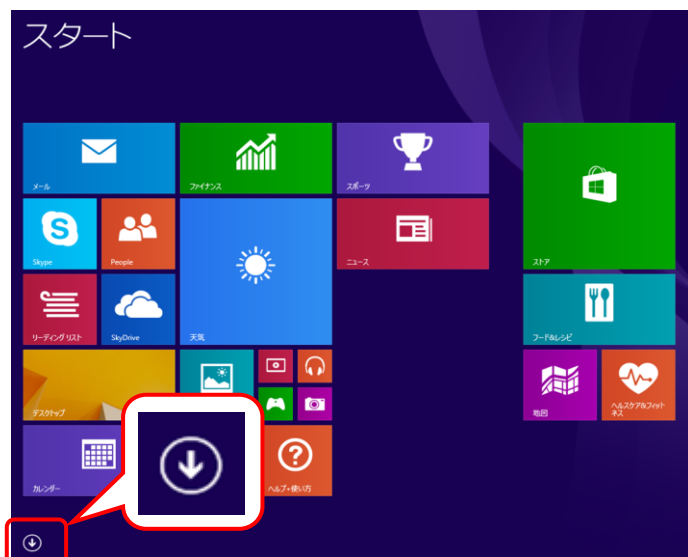 スタート
メール
ファイナンス
スポーツ
Skype
People
天気
ニュース
リーディング リスト
SkyDrive
デスクトップ
カレンダー
ヘルプ+使い方
ストア
フード&レシピ
地図
ヘルスケア&フィット
ネス